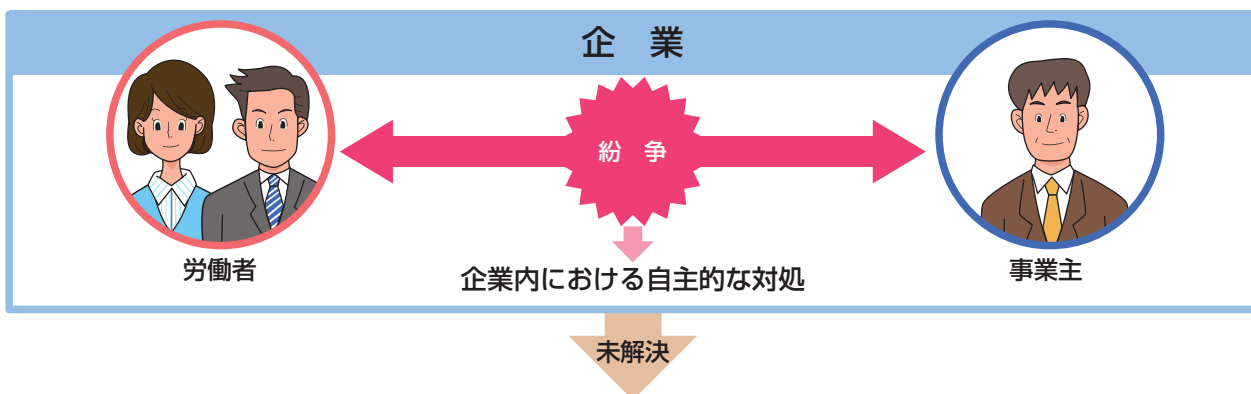 企 業
紛 争
労働者
事業主
企業内における自主的な対処
未解決